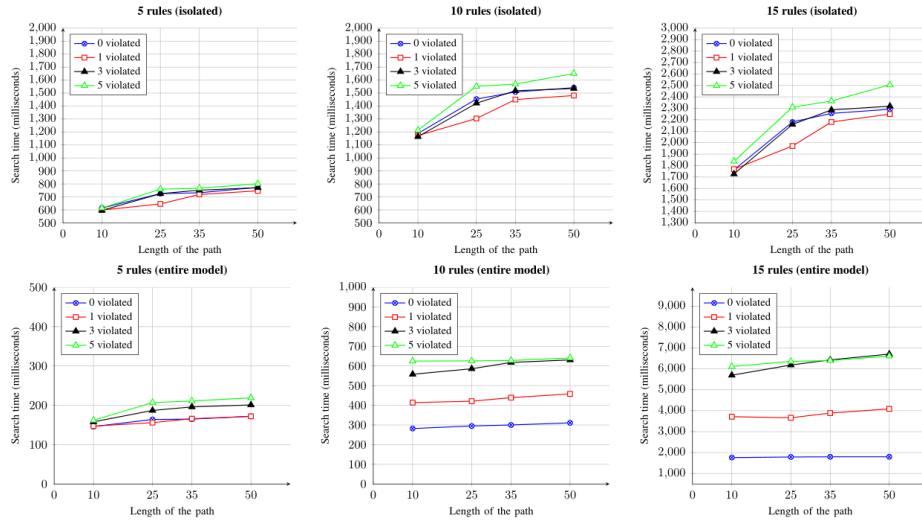 5 rules (isolated)
2,000
1,900
1,800
1,700
1,600
1,500
1,400
1,300
1,200
1,100
1,000
900
800
700
600
500
Search time (milliseconds)
0 violated
1 violated
3 violated
5 violated
0 10 25 35 50
Length of the path
10 rules (isolated)
2,000
1,900
1,800
1,700
1,600
1,500
1,400
1,300
1,200
1,100
1,000
900
800
700
600
500
Search time (milliseconds)
0 violated
1 violated
3 violated
5 violated
0 10 25 35 50
Length of the path
15 rules (isolated)
3,000
2,900
2,800
2,700
2,600
2,500
2,400
2,300
2,200
2,100
2,000
1,900
1,800
1,700
1,600
1,500
1,400
1,300
Search time (milliseconds)
0 violated
1 violated
3 violated
5 violated
0 10 25 35 50
Length of the path
5 rules (entire model)
500
400
300
200
100
0
Search time (milliseconds)
0 violated
1 violated
3 violated
5 violated
0 10 25 35 50
Length of the path
10 rules (entire model)
1,000
900
800
700
600
500
400
300
200
100
0
Search time (milliseconds)
0 violated
1 violated
3 violated
5 violated
0 10 25 35 50
Length of the path
15 rules (entire model)
9,000
8,000
7,000
6,000
5,000
4,000
3,000
2,000
1,000
Search time (milliseconds)
0 violated
1 violated
3 violated
5 violated
0 10 25 35 50
Length of the path